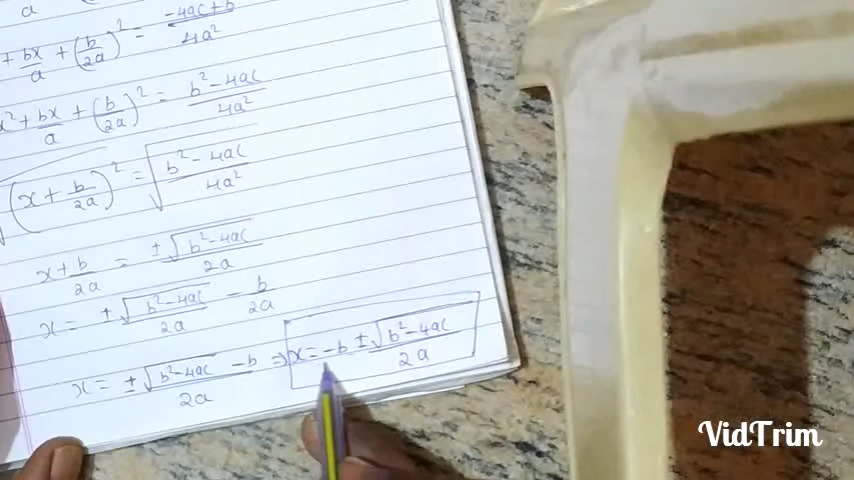 a
+ bx/a + (b/2a)² = -4ac+b/4a²
x² + bx/a + (b/2a)² = b²-4ac/4a²
√(x + b/2a)² = √b²-4ac/4a²
x + b/2a = ±√b²-4ac/2a
x = ±√b²-4ac/2a - b/2a
x = ±√b²-4ac -b/2a ⇒ x = -b ±√b²-4ac/2a
VidTrim